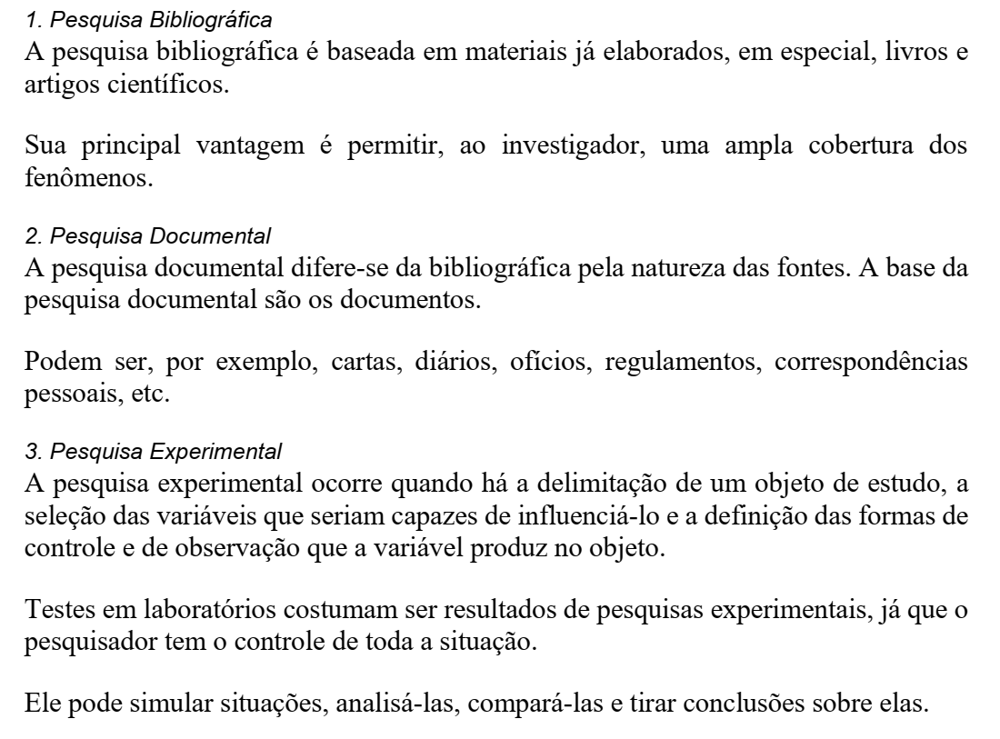 1. Pesquisa Bibliográfica
A pesquisa bibliográfica é baseada em materiais já elaborados, em especial, livros e
artigos científicos.
Sua principal vantagem é permitir, ao investigador, uma ampla cobertura dos
fenômenos.
2. Pesquisa Documental
A pesquisa documental difere-se da bibliográfica pela natureza das fontes. A base da
pesquisa documental são os documentos.
Podem ser, por exemplo, cartas, diários, ofícios, regulamentos, correspondências
pessoais, etc.
3. Pesquisa Experimental
A pesquisa experimental ocorre quando há a delimitação de um objeto de estudo, a
seleção das variáveis que seriam capazes de influenciá-lo e a definição das formas de
controle e de observação que a variável produz no objeto.
Testes em laboratórios costumam ser resultados de pesquisas experimentais, já que o
pesquisador tem o controle de toda a situação.
Ele pode simular situações, analisá-las, compará-las e tirar conclusões sobre elas.